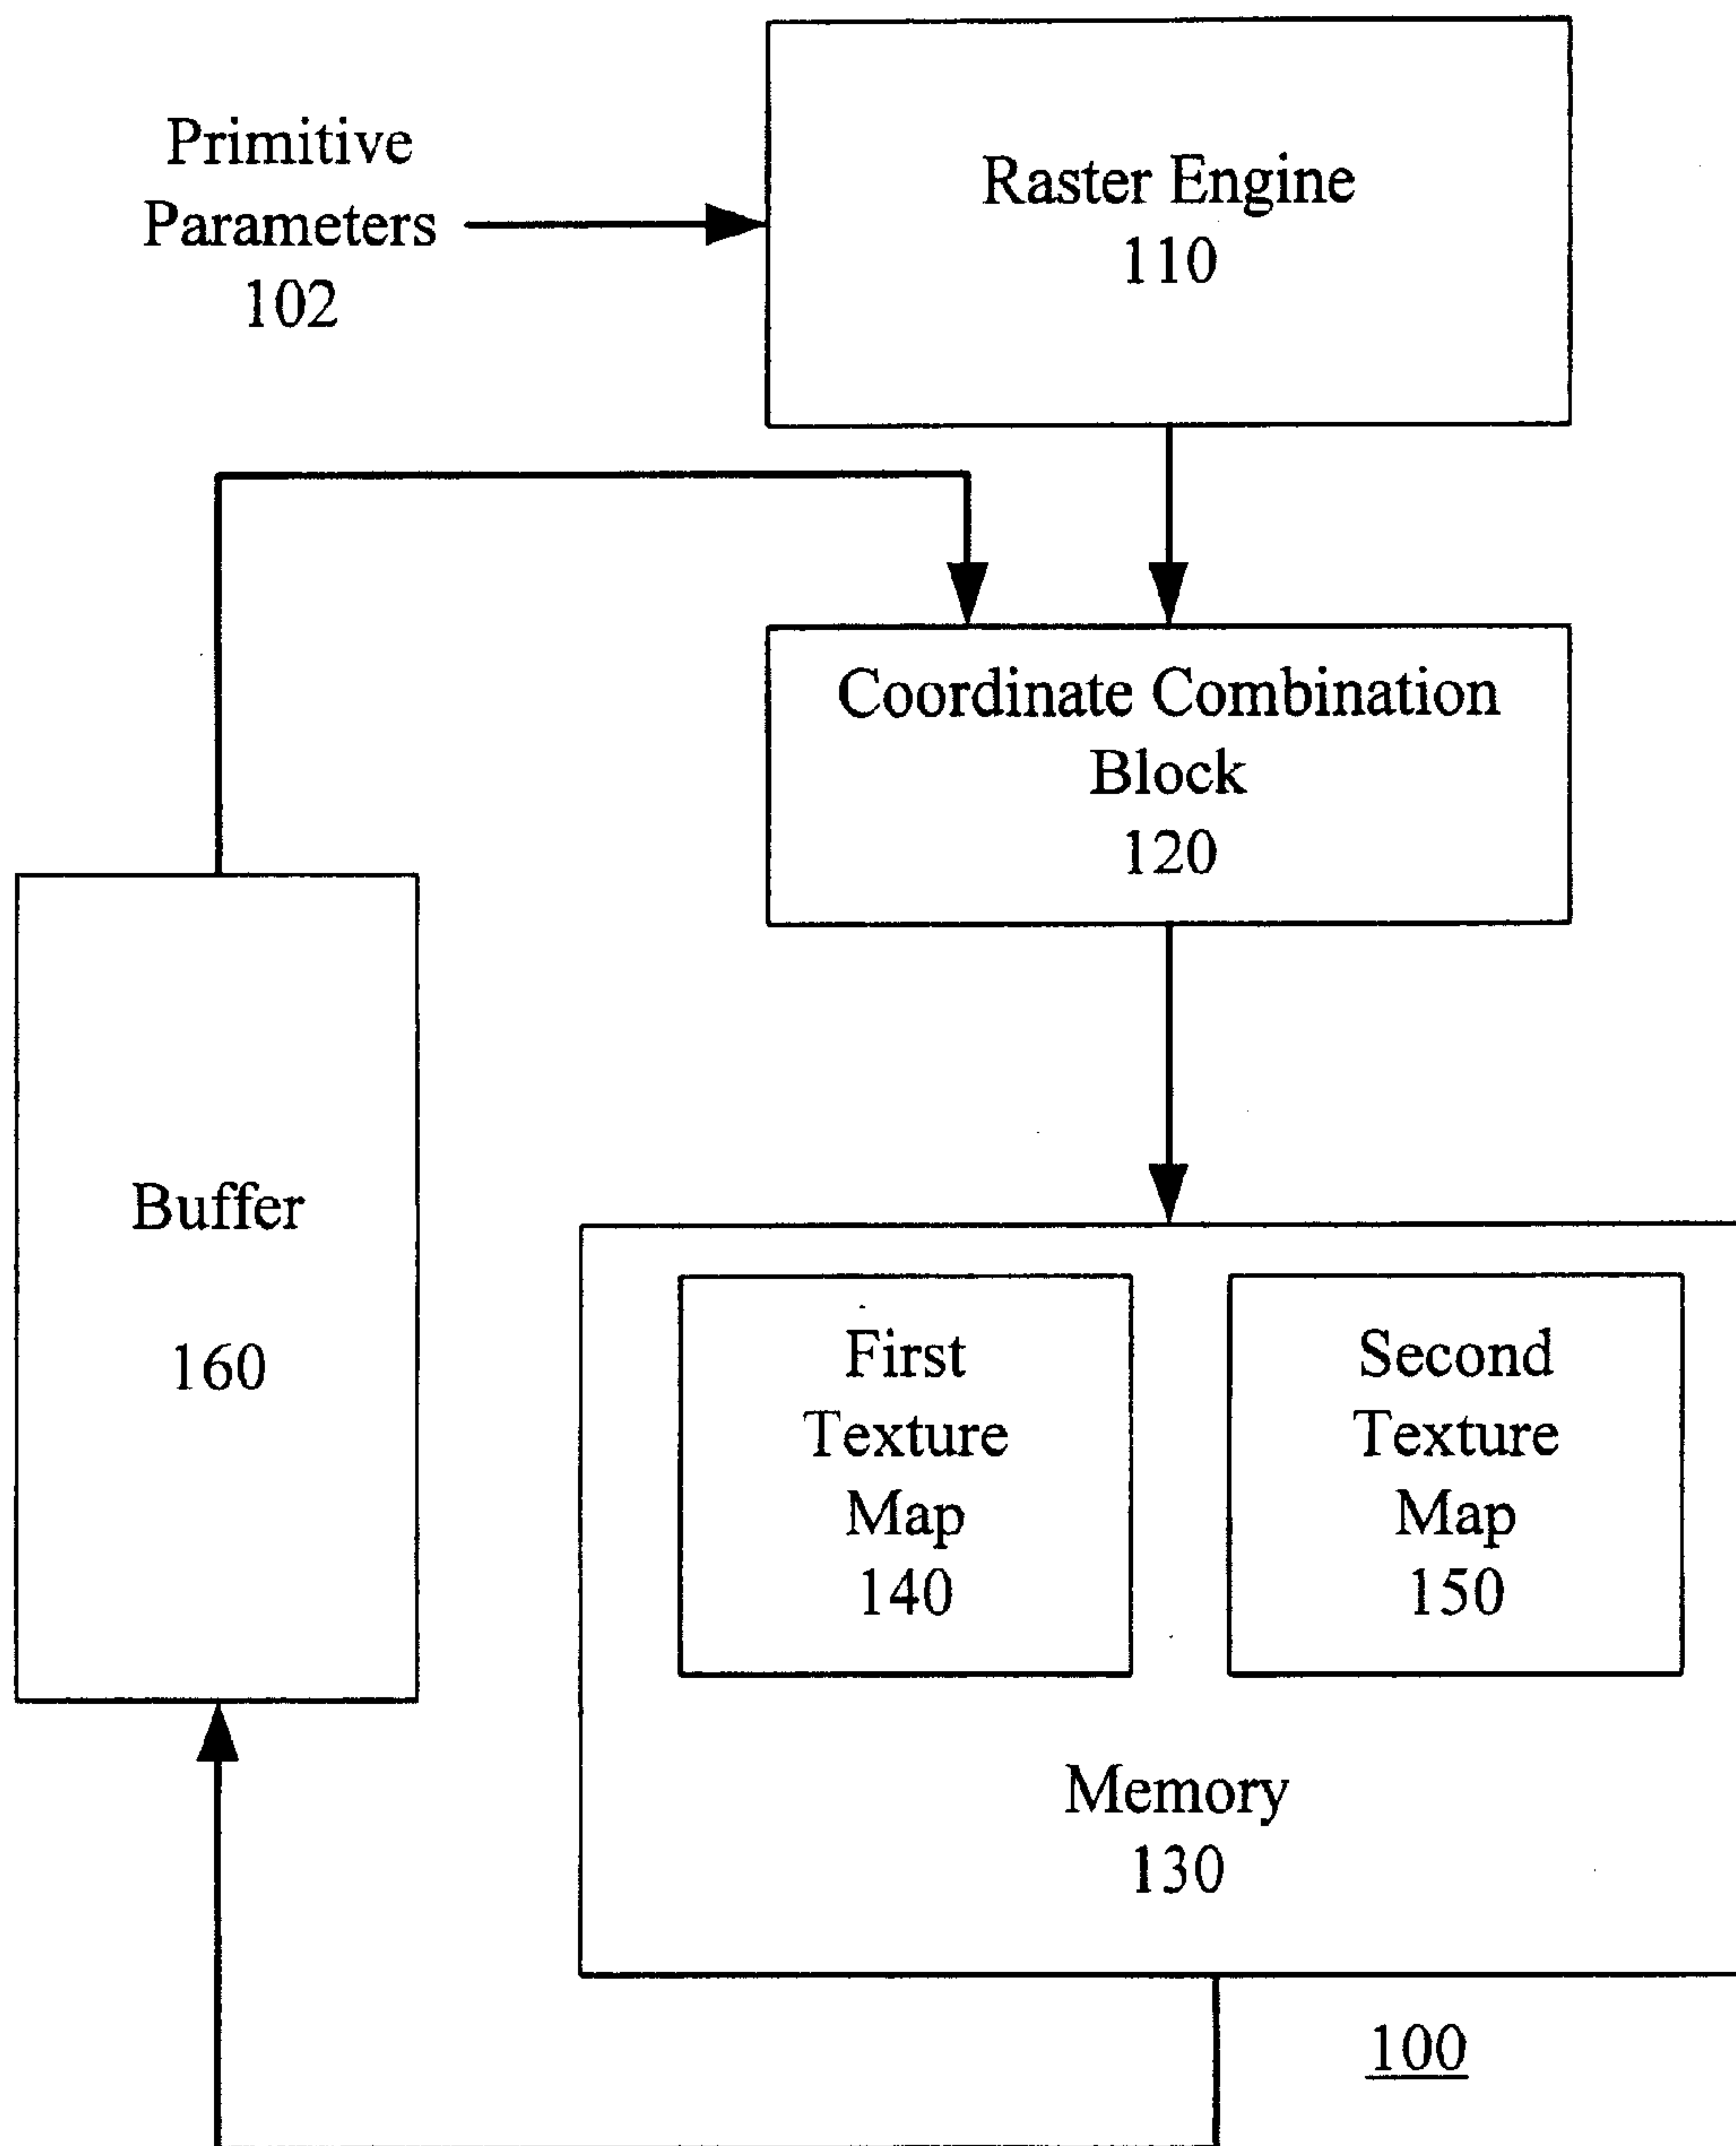 Primitive
Parameters
102
Raster Engine
110
Coordinate Combination
Block
120
Buffer
160
First
Texture
Map
140
Second
Texture
Map
150
Memory
130
100